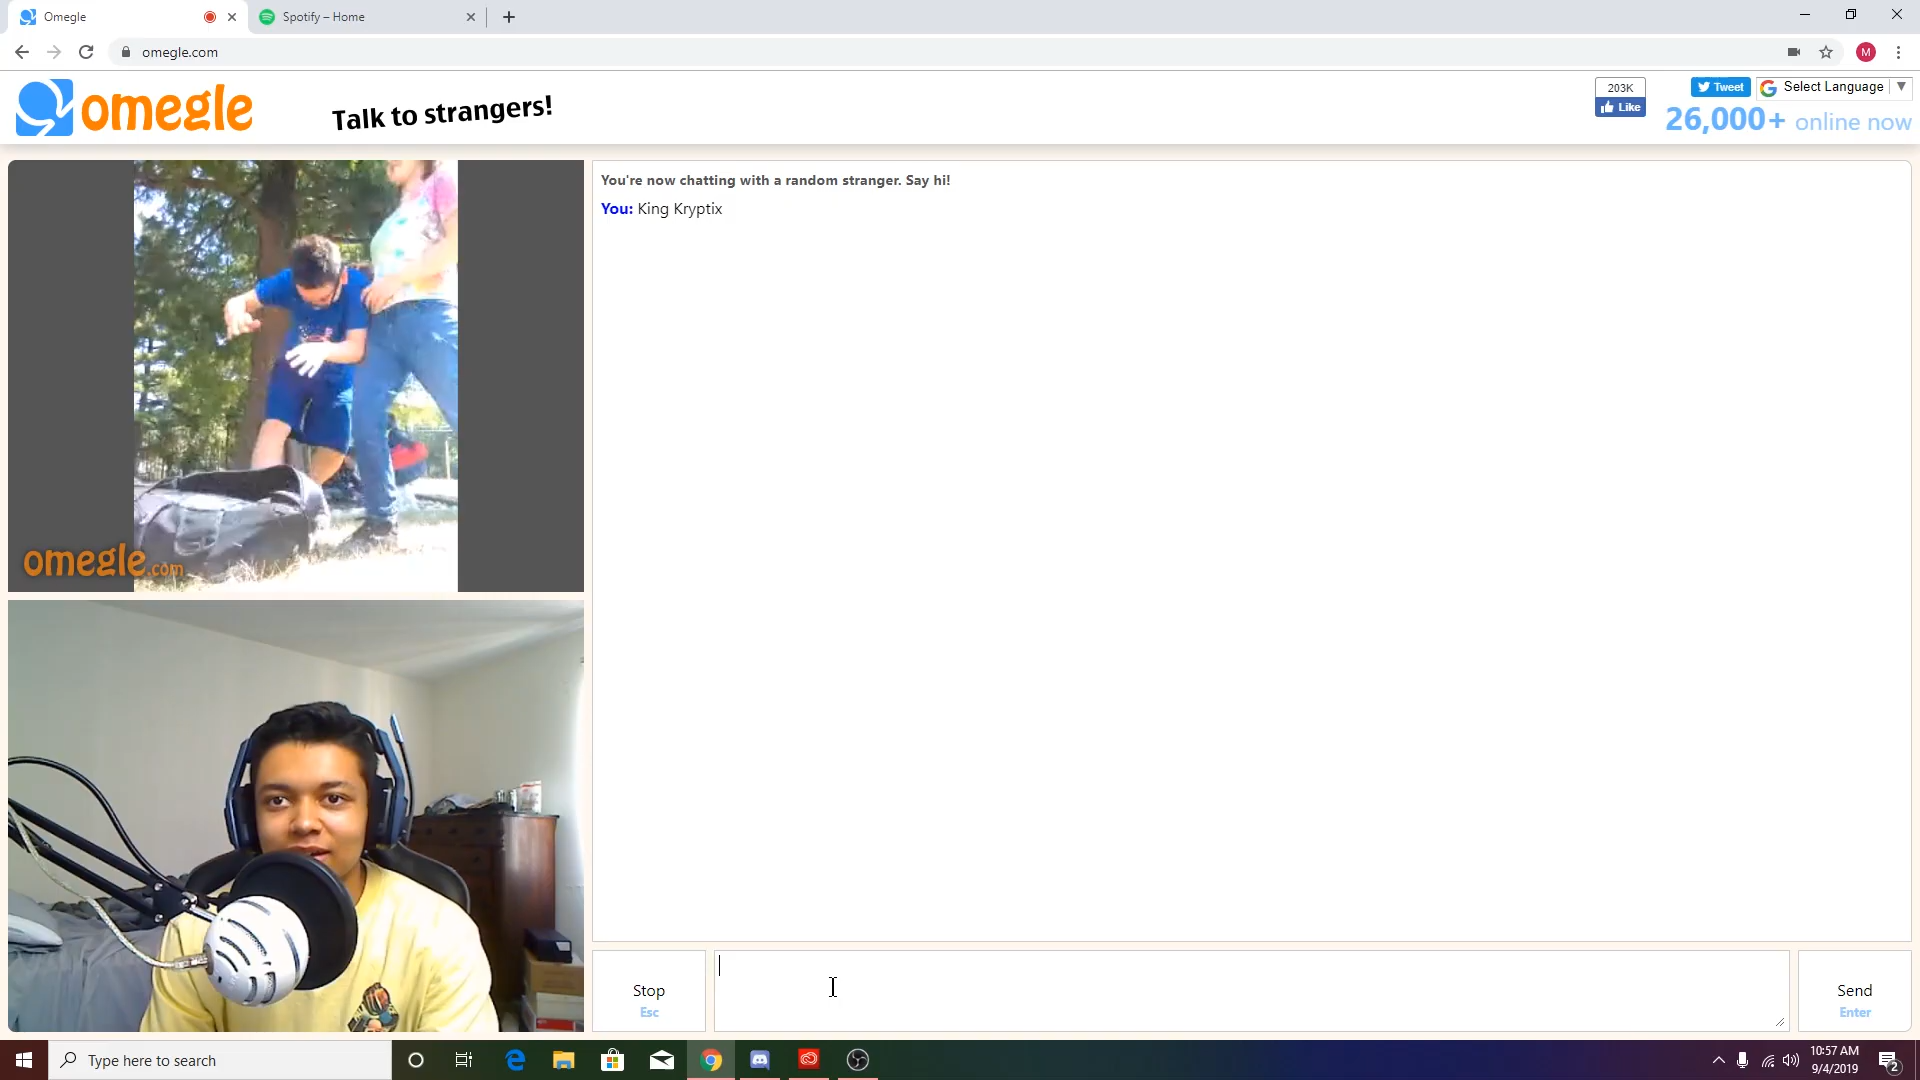 Omegle
Spotify – Home
omegle.com
M
omegle
Talk to strangers!
203K
Like
Tweet
Select Language
26,000+ online now
You're now chatting with a random stranger. Say hi!
You: King Kryptix
omegle.com
Stop
Esc
Send
Enter
Type here to search
10:57 AM
9/4/2019
2